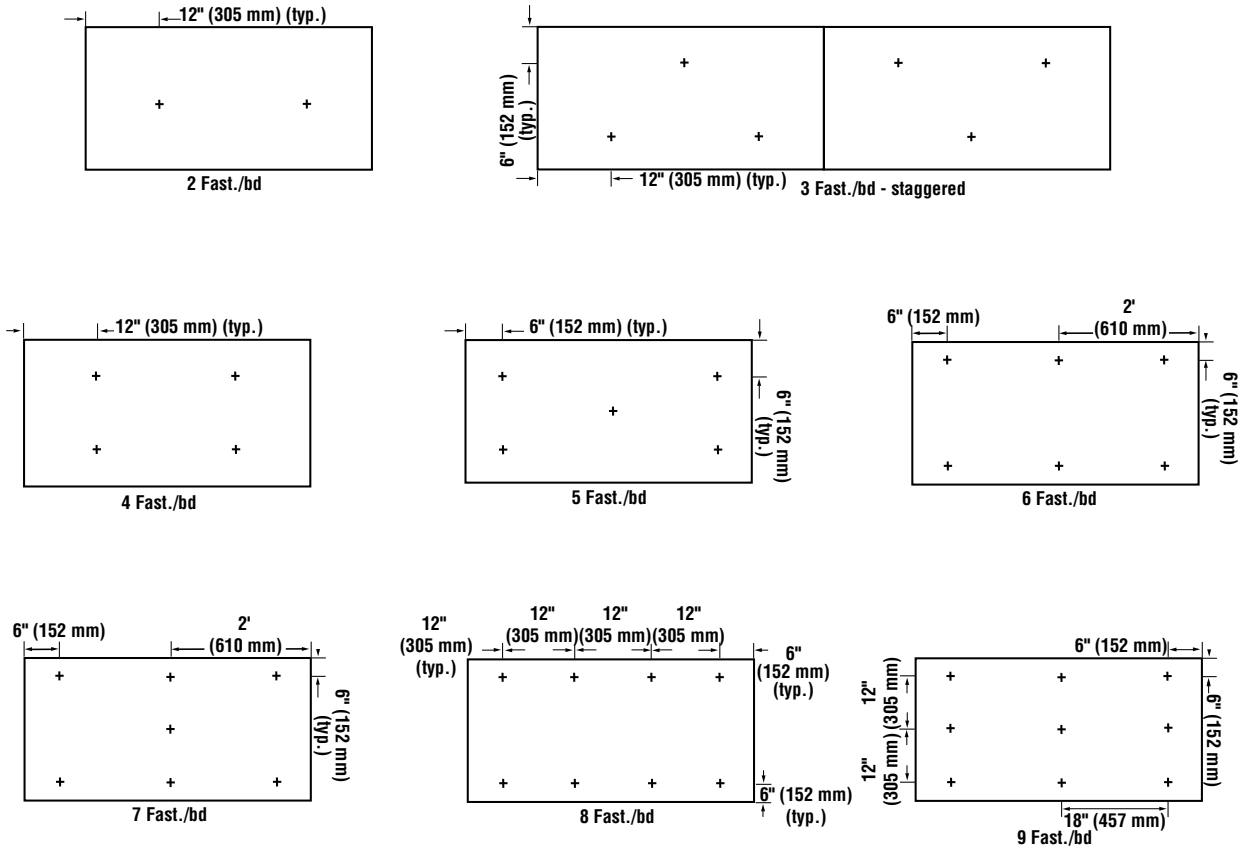 12" (305 mm) (typ.)
2 Fast./bd
6" (152 mm)
(typ.)
12" (305 mm) (typ.)
3 Fast./bd - staggered
12" (305 mm) (typ.)
4 Fast./bd
6" (152 mm) (typ.)
6" (152 mm)
(typ.)
5 Fast./bd
6" (152 mm)
2'
(610 mm)
6" (152 mm)
(typ.)
6 Fast./bd
6" (152 mm)
2'
(610 mm)
6" (152 mm)
(typ.)
7 Fast./bd
12"
(305 mm)
(typ.)
12"
(305 mm)
12"
(305 mm)
12"
(305 mm)
6"
(152 mm)
(typ.)
6" (152 mm)
(typ.)
8 Fast./bd
6" (152 mm)
12"
(305 mm)
12"
(305 mm)
6" (152 mm)
18" (457 mm)
9 Fast./bd